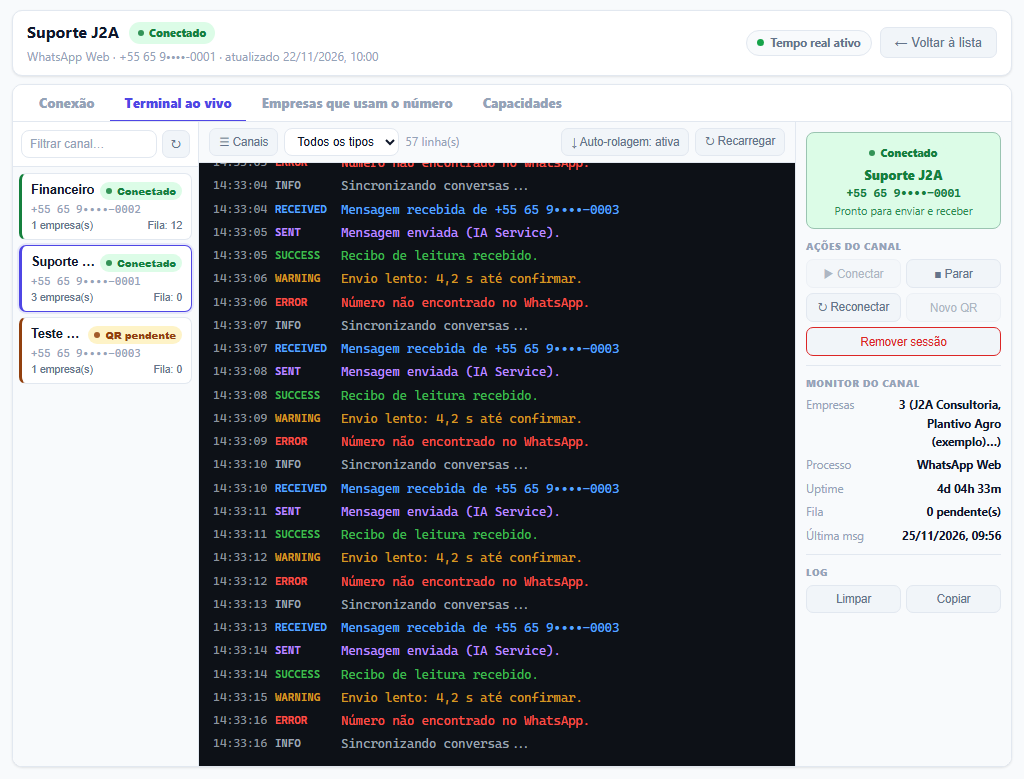 Suporte J2A ● Conectado
WhatsApp Web · +55 65 9••••-0001 · atualizado 22/11/2026, 10:00
● Tempo real ativo
← Voltar à lista
Conexão Terminal ao vivo Empresas que usam o número Capacidades
Filtrar canal... ↻
Financeiro ● Conectado
+55 65 9••••-0002
1 empresa(s) Fila: 12
Suporte ... ● Conectado
+55 65 9••••-0001
3 empresa(s) Fila: 0
Teste ... ● QR pendente
+55 65 9••••-0003
1 empresa(s) Fila: 0
☰ Canais Todos os tipos 57 linha(s) ↓ Auto-rolagem: ativa ↻ Recarregar
14:33:03 ERROR Número não encontrado no WhatsApp.
14:33:04 INFO Sincronizando conversas...
14:33:04 RECEIVED Mensagem recebida de +55 65 9••••-0003
14:33:05 SENT Mensagem enviada (IA Service).
14:33:05 SUCCESS Recibo de leitura recebido.
14:33:06 WARNING Envio lento: 4,2 s até confirmar.
14:33:06 ERROR Número não encontrado no WhatsApp.
14:33:07 INFO Sincronizando conversas...
14:33:07 RECEIVED Mensagem recebida de +55 65 9••••-0003
14:33:08 SENT Mensagem enviada (IA Service).
14:33:08 SUCCESS Recibo de leitura recebido.
14:33:09 WARNING Envio lento: 4,2 s até confirmar.
14:33:09 ERROR Número não encontrado no WhatsApp.
14:33:10 INFO Sincronizando conversas...
14:33:10 RECEIVED Mensagem recebida de +55 65 9••••-0003
14:33:11 SENT Mensagem enviada (IA Service).
14:33:11 SUCCESS Recibo de leitura recebido.
14:33:12 WARNING Envio lento: 4,2 s até confirmar.
14:33:12 ERROR Número não encontrado no WhatsApp.
14:33:13 INFO Sincronizando conversas...
14:33:13 RECEIVED Mensagem recebida de +55 65 9••••-0003
14:33:14 SENT Mensagem enviada (IA Service).
14:33:14 SUCCESS Recibo de leitura recebido.
14:33:15 WARNING Envio lento: 4,2 s até confirmar.
14:33:16 ERROR Número não encontrado no WhatsApp.
14:33:16 INFO Sincronizando conversas...
● Conectado
Suporte J2A
+55 65 9••••-0001
Pronto para enviar e receber
AÇÕES DO CANAL
▶ Conectar ■ Parar
↻ Reconectar Novo QR
Remover sessão
MONITOR DO CANAL
Empresas 3 (J2A Consultoria,
Plantivo Agro
(exemplo)...)
Processo WhatsApp Web
Uptime 4d 04h 33m
Fila 0 pendente(s)
Última msg 25/11/2026, 09:56
LOG
Limpar Copiar